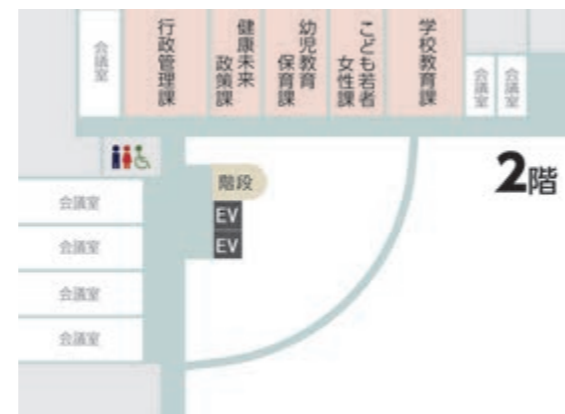 会議室
行政管理課
健康未来
政策課
幼児教育
保育課
こども若者
女性課
学校教育課
会議室
会議室
2階
階段
EV
EV
会議室
会議室
会議室
会議室